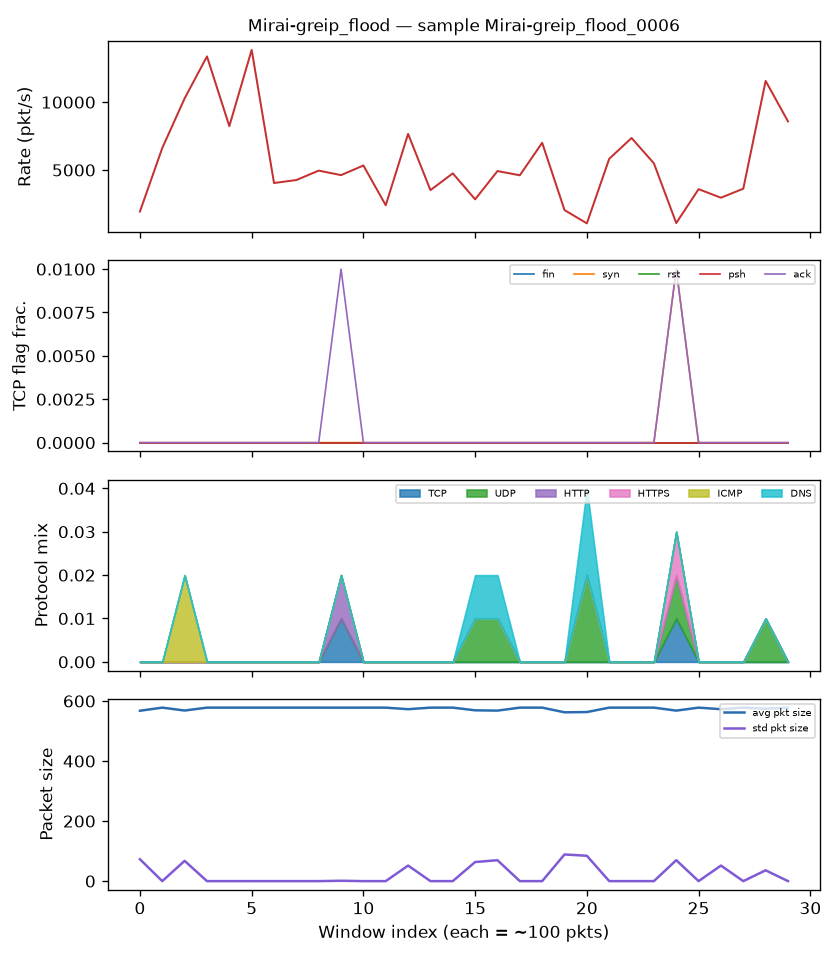 Mirai-greip_flood — sample Mirai-greip_flood_0006
Rate (pkt/s)
10000
5000
TCP flag frac.
0.0100
0.0075
0.0050
0.0025
0.0000
fin syn rst psh ack
Protocol mix
0.04
0.03
0.02
0.01
0.00
TCP UDP HTTP HTTPS ICMP DNS
Packet size
600
400
200
0
avg pkt size
std pkt size
0 5 10 15 20 25 30
Window index (each = ~100 pkts)